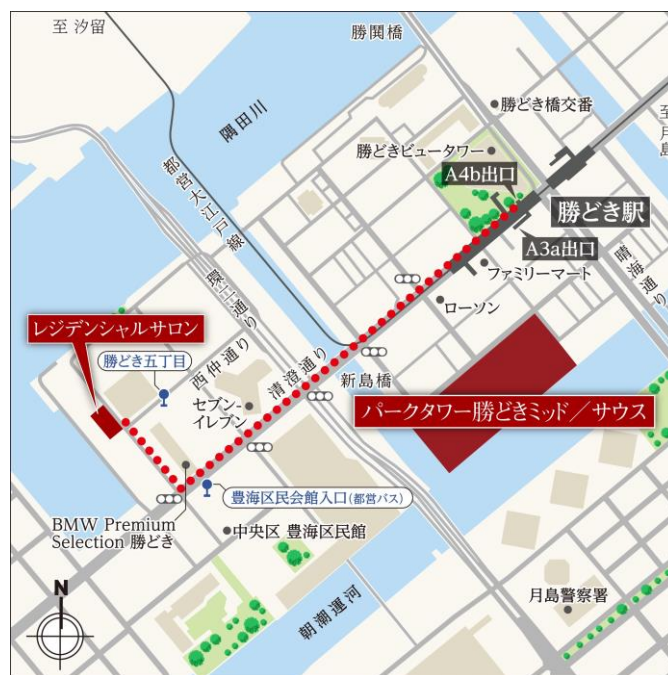 至 汐留
勝鬨橋
隅田川
勝どき橋交番
至
月島
勝どきビュータワー
A4b出口
勝どき駅
A3a出口
都営大江戸線
ファミリーマート
晴海通り
ローソン
環二通り
レジデンシャルサロン
西仲通り
勝どき五丁目
清澄通り
新島橋
セブン-
イレブン
パークタワー勝どきミッド／サウス
豊海区民会館入口(都営バス)
BMW Premium
Selection 勝どき
中央区 豊海区民館
朝潮運河
月島警察署
N